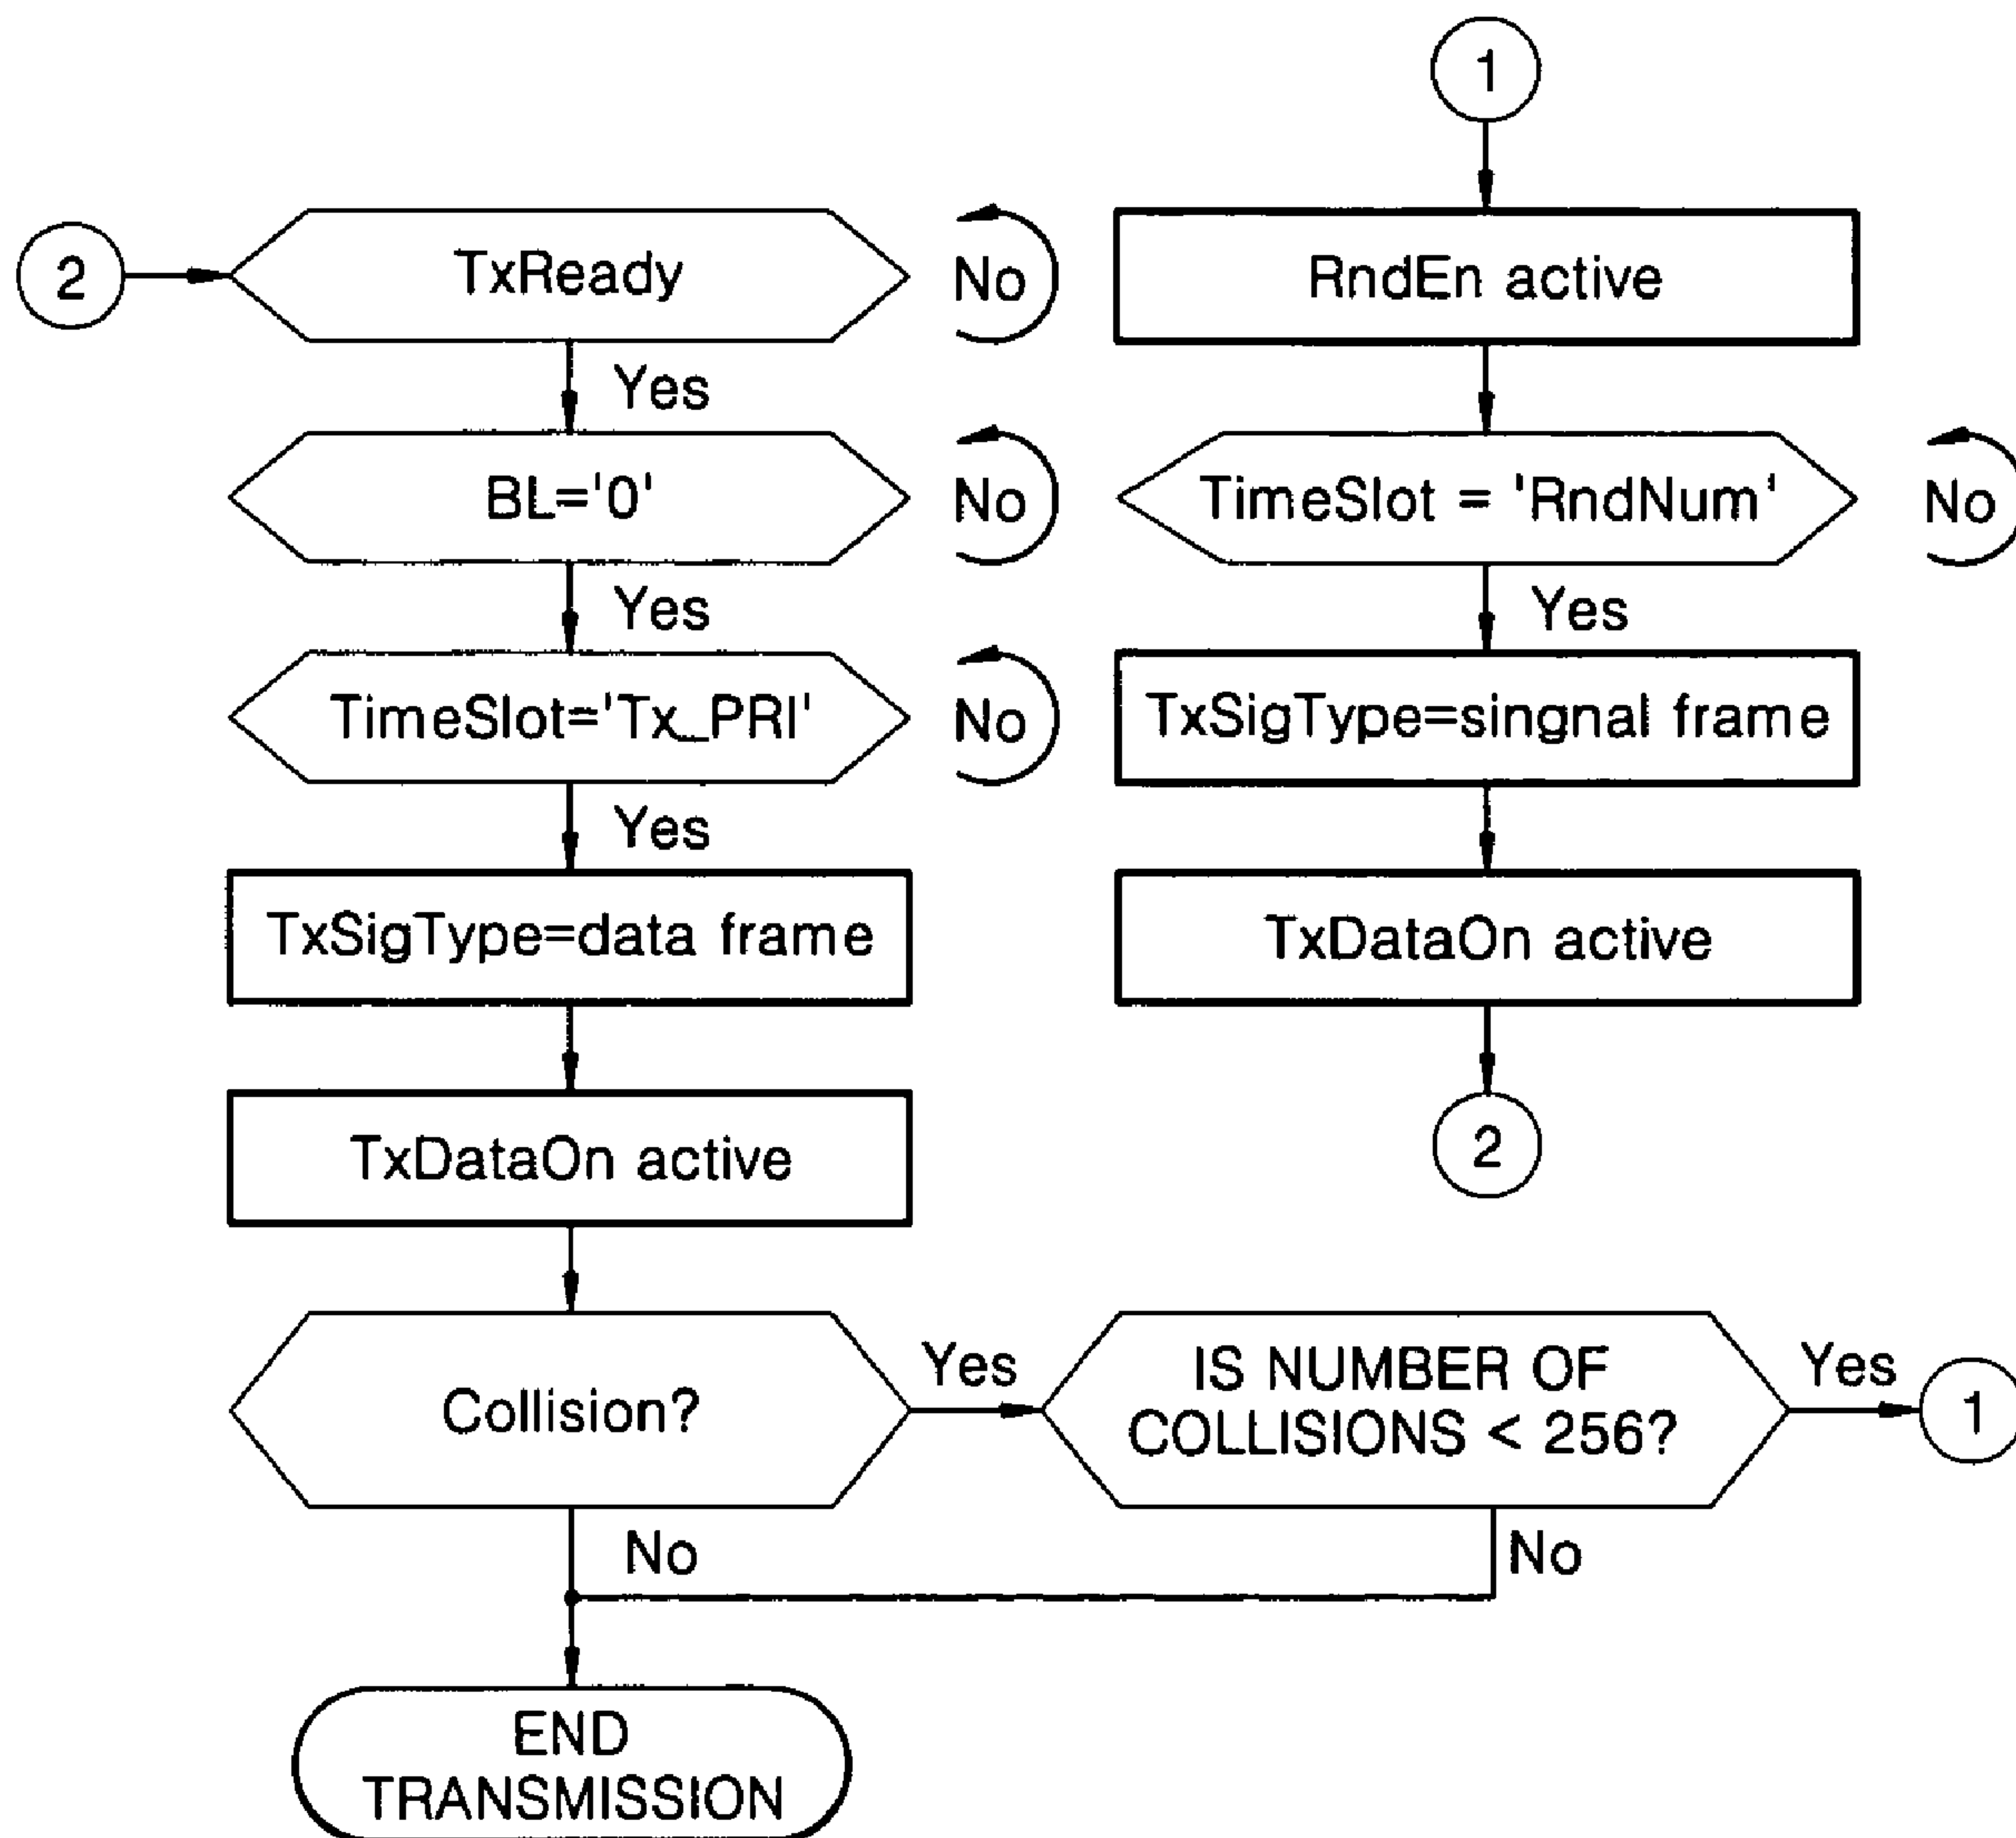 2
TxReady
No
Yes
BL='0'
No
Yes
TimeSlot='Tx_PRI'
No
Yes
TxSigType=data frame
TxDataOn active
Collision?
Yes
No
IS NUMBER OF
COLLISIONS < 256?
Yes
1
No
END
TRANSMISSION
1
RndEn active
TimeSlot = 'RndNum'
No
Yes
TxSigType=singnal frame
TxDataOn active
2